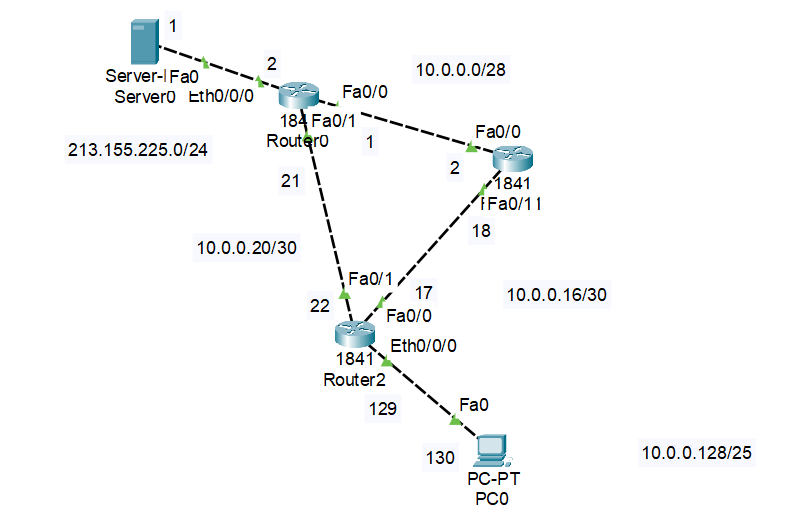 1
2
Server-
Fa0
Eth0/0/0
Server0
10.0.0.0/28
Fa0/0
184
Fa0/1
Router0
1
Fa0/0
213.155.225.0/24
2
1841
Fa0/1
21
18
10.0.0.20/30
Fa0/1
17
10.0.0.16/30
22
Fa0/0
1841
Eth0/0/0
Router2
129
Fa0
130
10.0.0.128/25
PC-PT
PC0